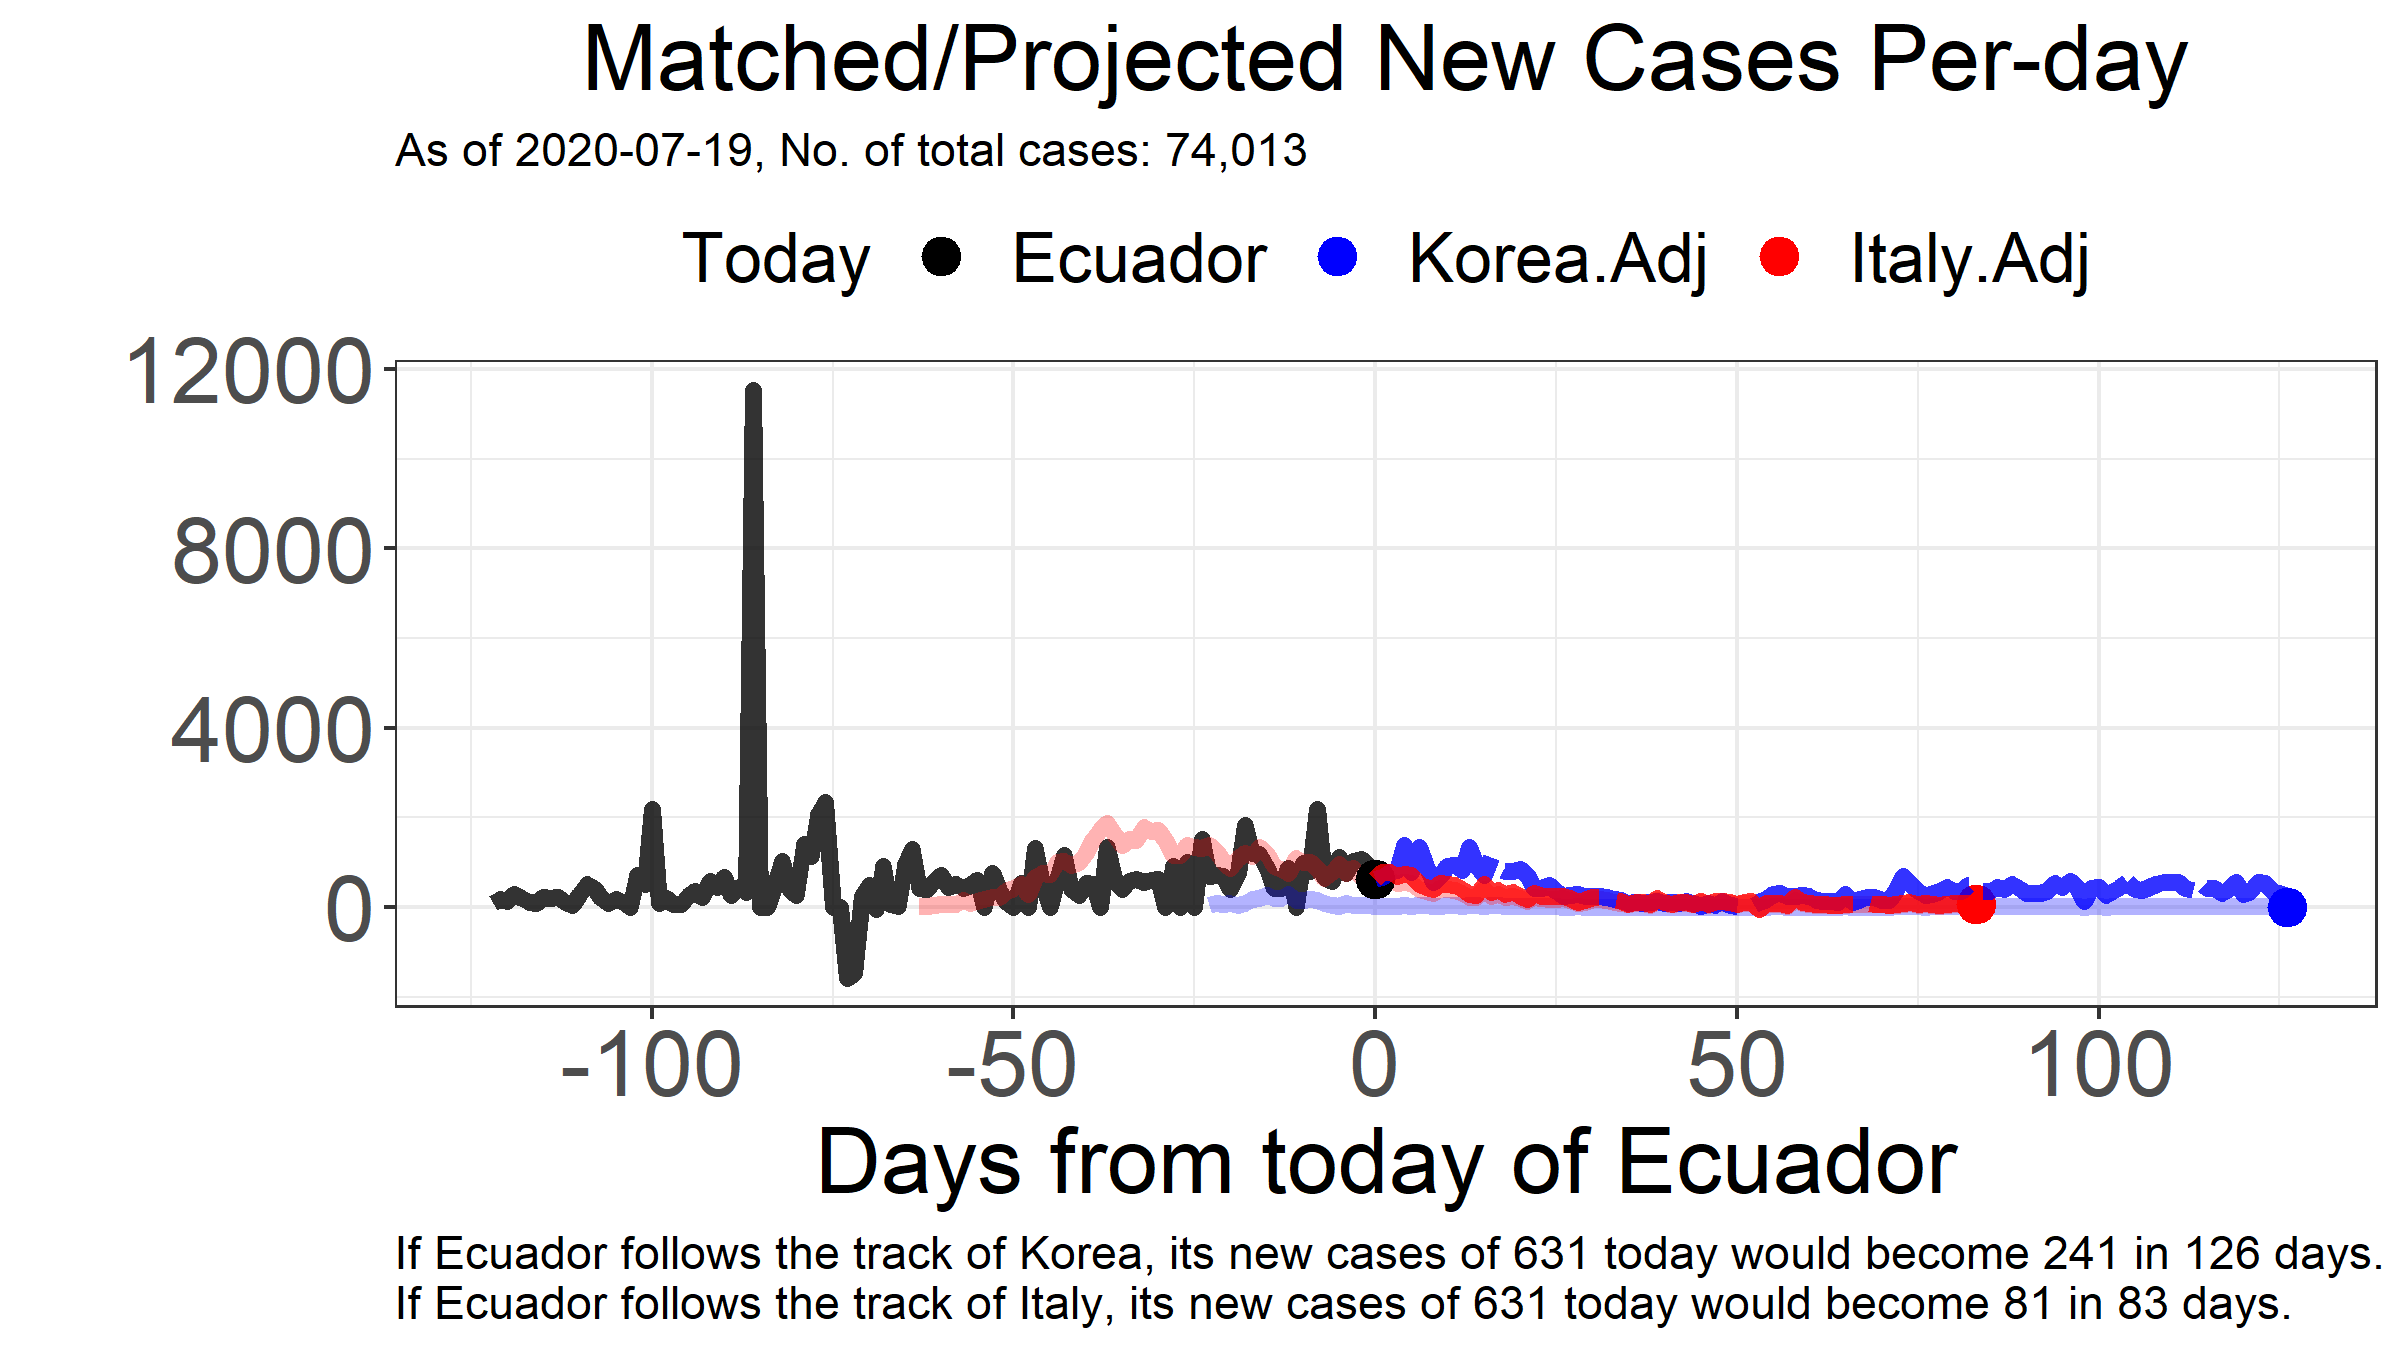 Matched/Projected New Cases Per-day
As of 2020-07-19, No. of total cases: 74,013
Today Ecuador Korea.Adj Italy.Adj
12000
8000
4000
0
-100 -50 0 50 100
Days from today of Ecuador
If Ecuador follows the track of Korea, its new cases of 631 today would become 241 in 126 days.
If Ecuador follows the track of Italy, its new cases of 631 today would become 81 in 83 days.